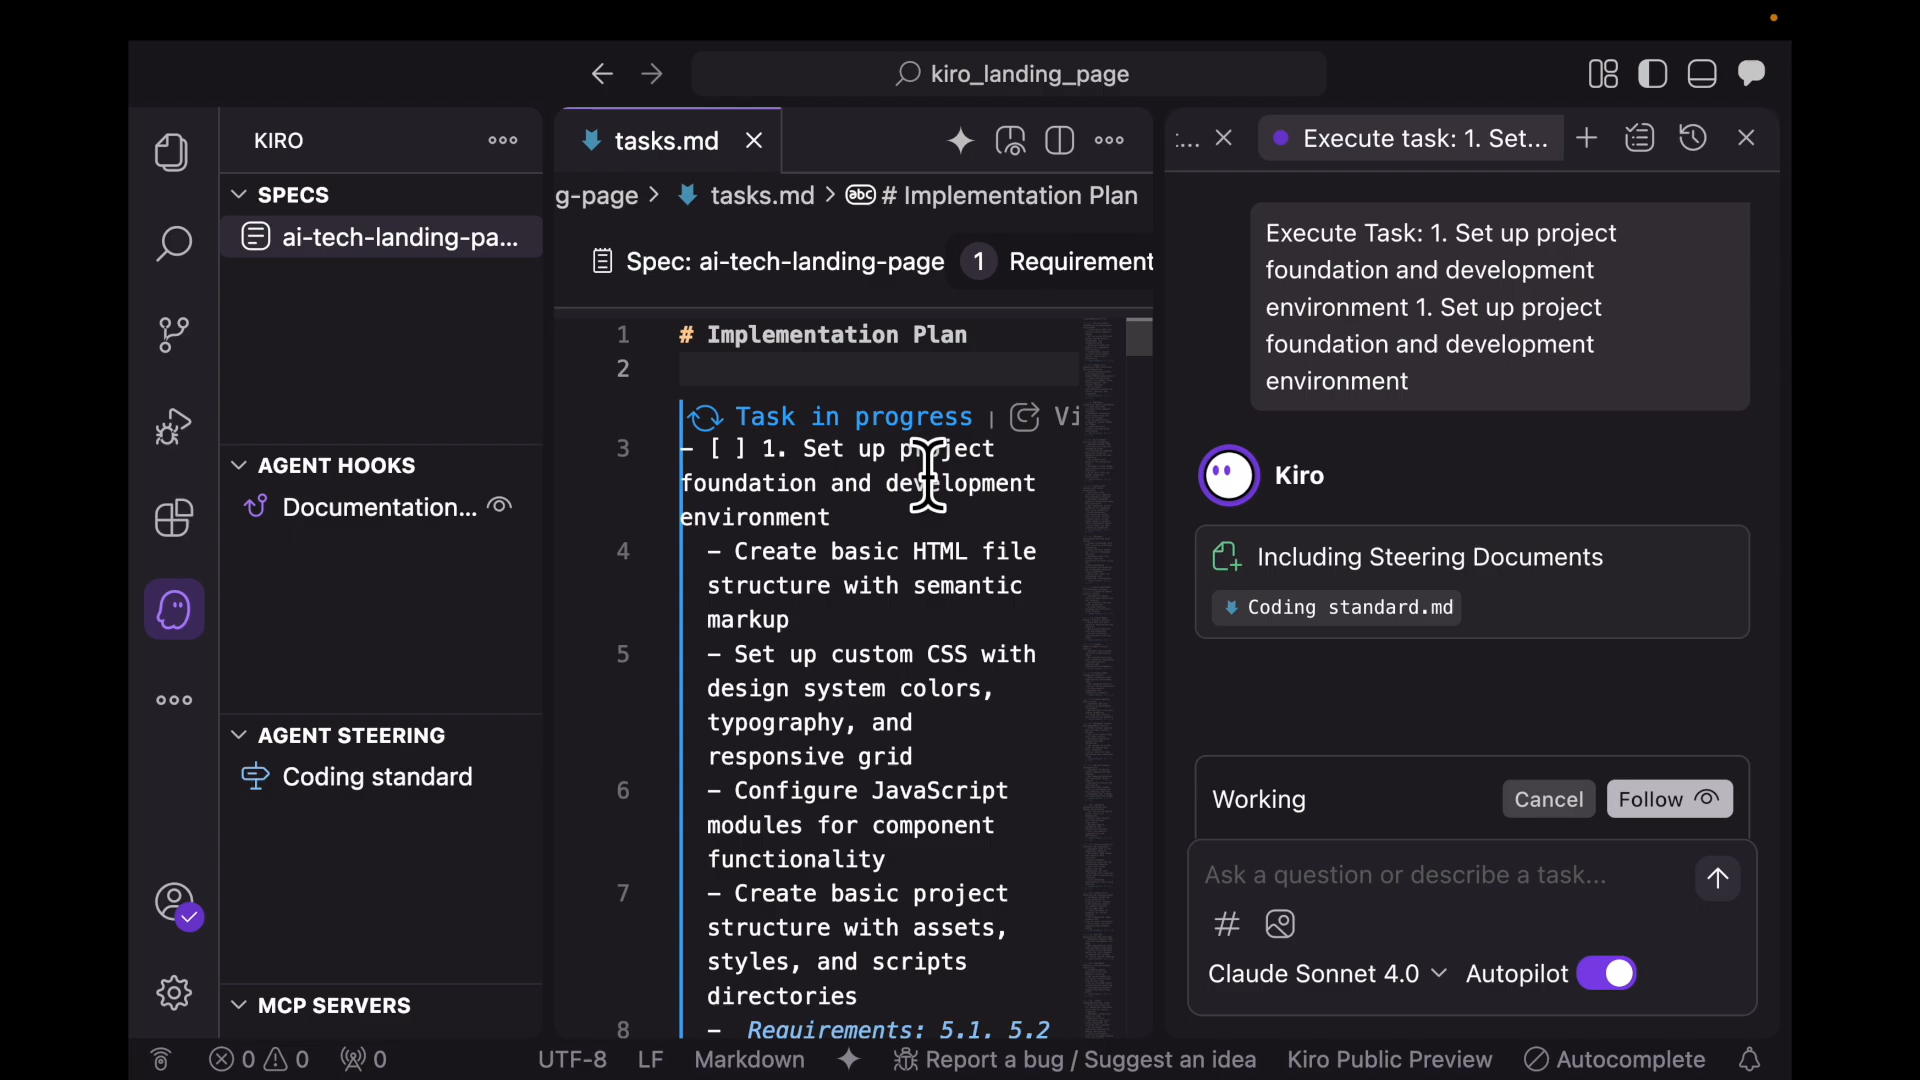 kiro_landing_page
KIRO
SPECS
ai-tech-landing-pa...
AGENT HOOKS
Documentation...
AGENT STEERING
Coding standard
MCP SERVERS
tasks.md
g-page > tasks.md > # Implementation Plan
Spec: ai-tech-landing-page 1 Requirement
1 # Implementation Plan
2
Task in progress | Vi
3 - [ ] 1. Set up project
foundation and development
environment
4 - Create basic HTML file
structure with semantic
markup
5 - Set up custom CSS with
design system colors,
typography, and
responsive grid
6 - Configure JavaScript
modules for component
functionality
7 - Create basic project
structure with assets,
styles, and scripts
directories
8 - Requirements: 5.1, 5.2
:... Execute task: 1. Set...
Execute Task: 1. Set up project
foundation and development
environment 1. Set up project
foundation and development
environment
Kiro
Including Steering Documents
Coding standard.md
Working Cancel Follow
Ask a question or describe a task...
Claude Sonnet 4.0 Autopilot
0 0 0 UTF-8 LF Markdown Report a bug / Suggest an idea Kiro Public Preview Autocomplete